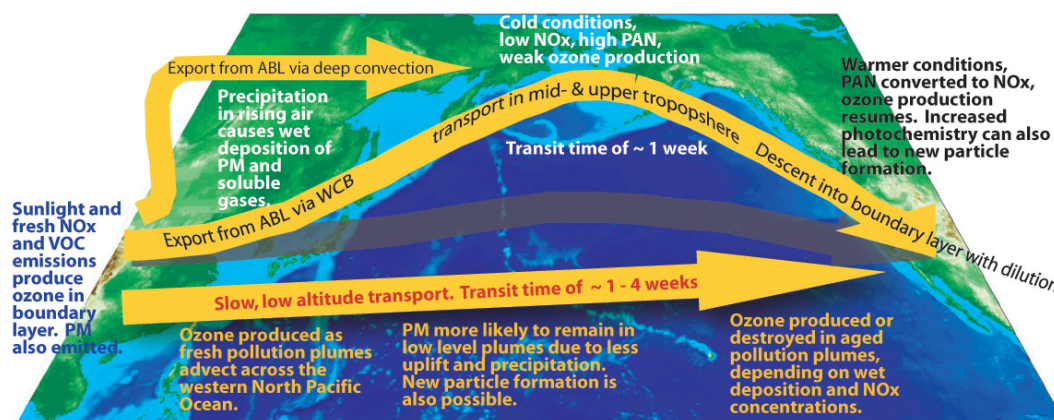 Cold conditions,
low NOx, high PAN,
weak ozone production
Export from ABL via deep convection
Precipitation
in rising air
causes wet
deposition of
PM and
soluble
gases.
transport in mid- & upper tropopshere
Transit time of ~ 1 week
Warmer conditions,
PAN converted to NOx,
ozone production
resumes. Increased
photochemistry can also
lead to new particle
formation.
Sunlight and
fresh NOx
and VOC
emissions
produce
ozone in
boundary
layer. PM
also emitted.
Export from ABL via WCB
Descent into boundary layer with dilution
Slow, low altitude transport. Transit time of ~ 1 - 4 weeks
Ozone produced as
fresh pollution plumes
advect across the
western North Pacific
Ocean.
PM more likely to remain in
low level plumes due to less
uplift and precipitation.
New particle formation is
also possible.
Ozone produced or
destroyed in aged
pollution plumes,
depending on wet
deposition and NOx
concentrations.